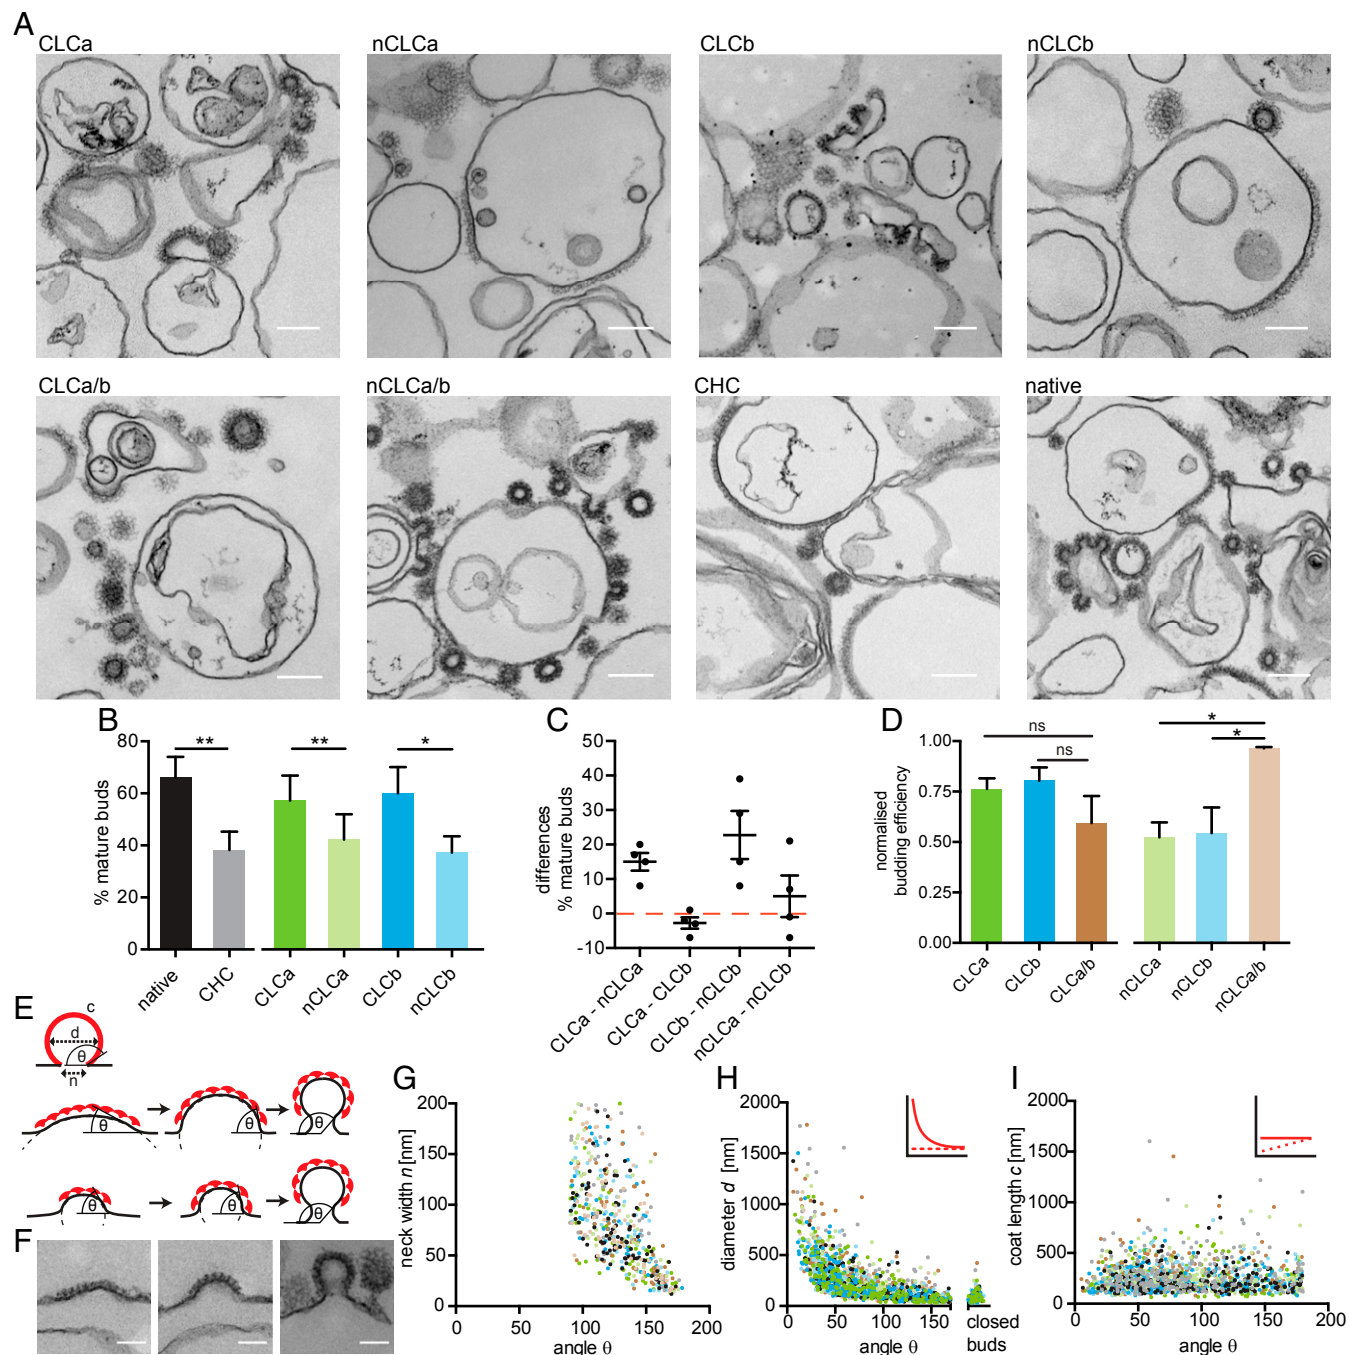 A
CLCa
nCLCa
CLCb
nCLCb
CLCa/b
nCLCa/b
CHC
native
B
% mature buds
80
60
40
20
0
**
**
*
native
CHC
CLCa
nCLCa
CLCb
nCLCb
C
differences
% mature buds
50
40
30
20
10
0
-10
CLCa - nCLCa
CLCa - CLCb
CLCb - nCLCb
nCLCa - nCLCb
D
normalised
budding efficiency
1.00
0.75
0.50
0.25
0.00
ns
ns
*
*
CLCa
CLCb
CLCa/b
nCLCa
nCLCb
nCLCa/b
E
c
d
θ
n
θ
θ
θ
θ
θ
θ
F
G
neck width n [nm]
200
150
100
50
0
0
50
100
150
200
angle θ
H
diameter d [nm]
2000
1500
1000
500
0
0
50
100
150
closed
buds
angle θ
I
coat length c [nm]
2000
1500
1000
500
0
0
50
100
150
200
angle θ